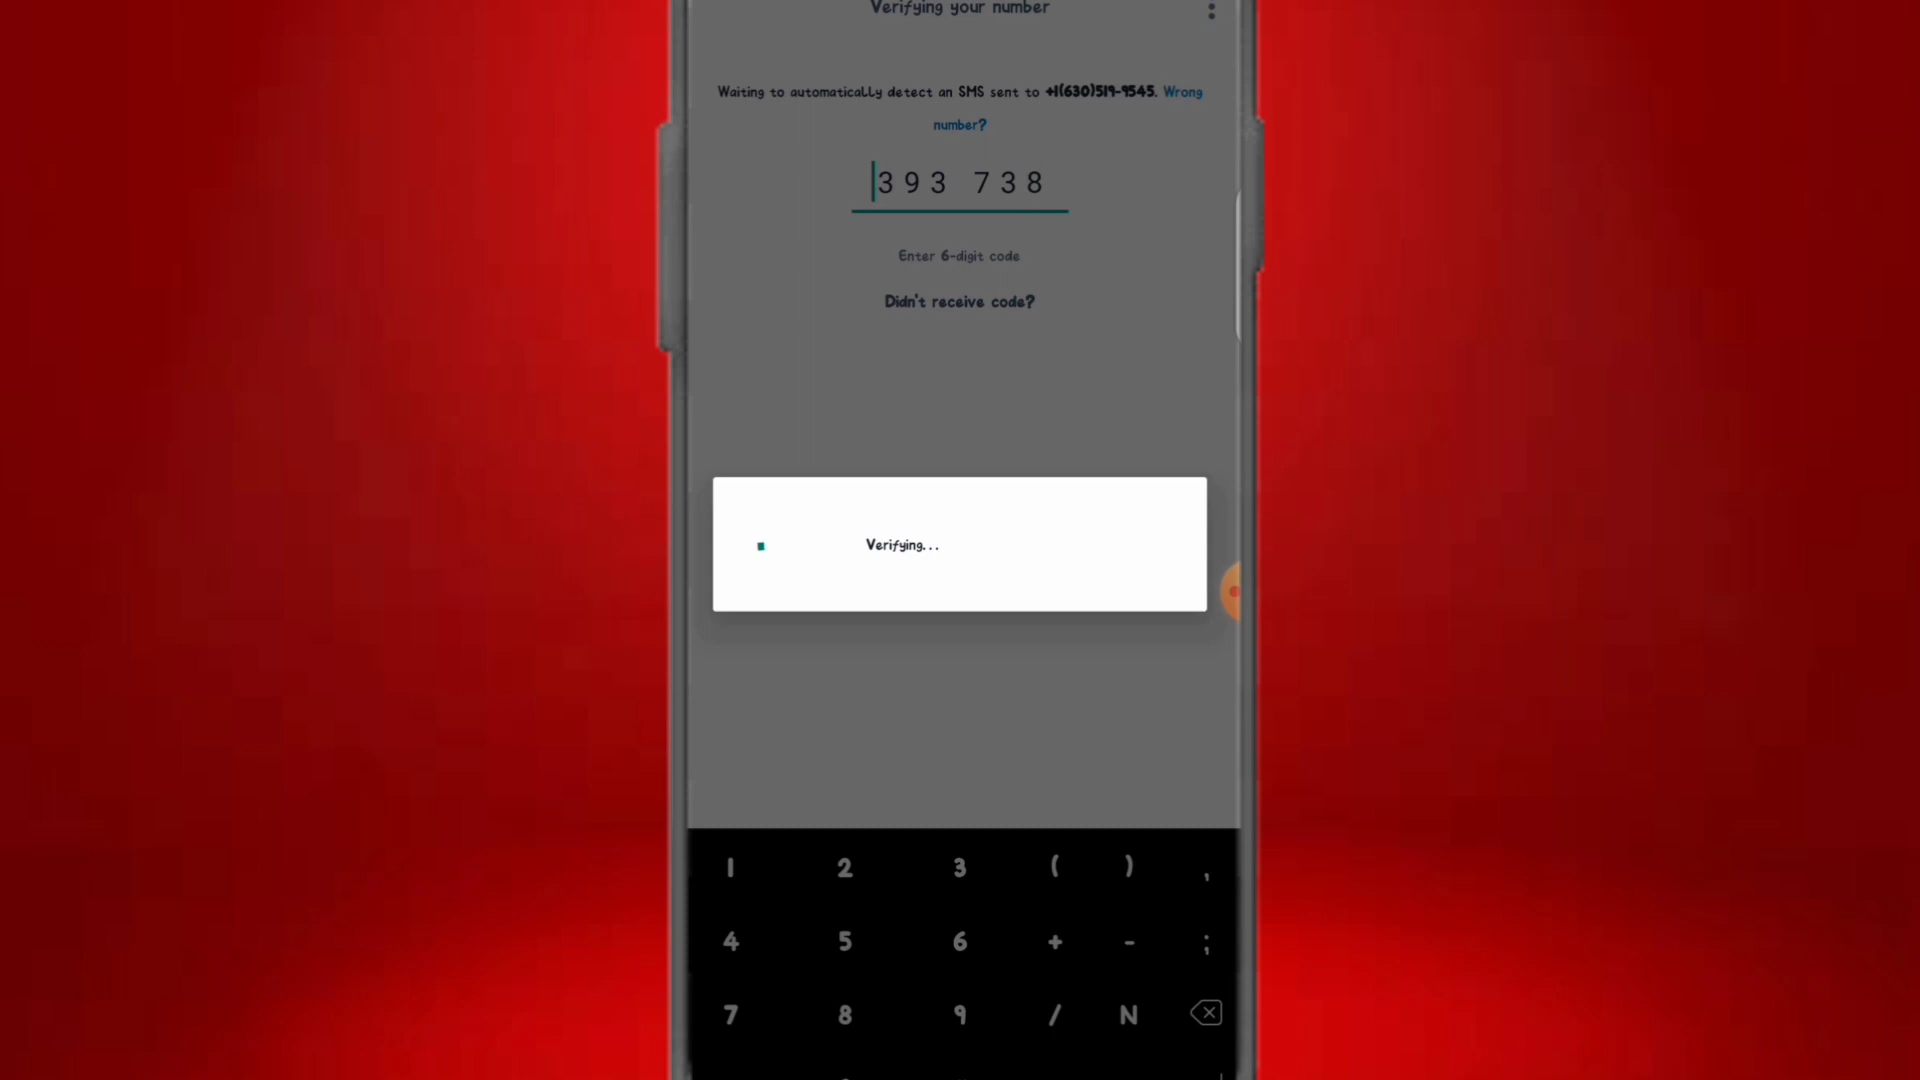 Verifying your number
Waiting to automatically detect an SMS sent to +1(630)519-9545. Wrong
number?
393 738
Enter 6-digit code
Didn't receive code?
Verifying...
1 2 3 ( ) ,
4 5 6 + - ;
7 8 9 / N